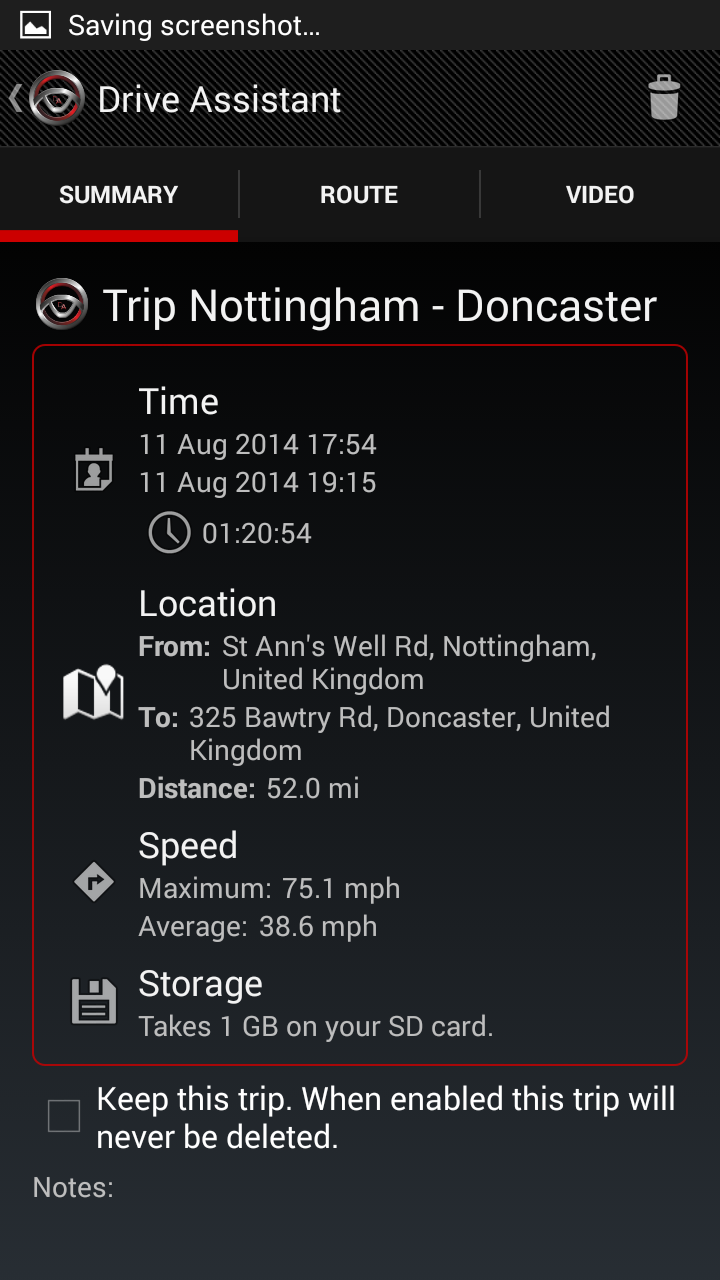 Saving screenshot...
Drive Assistant
SUMMARY
ROUTE
VIDEO
Trip Nottingham - Doncaster
Time
11 Aug 2014 17:54
11 Aug 2014 19:15
01:20:54
Location
From: St Ann's Well Rd, Nottingham,
United Kingdom
To: 325 Bawtry Rd, Doncaster, United
Kingdom
Distance: 52.0 mi
Speed
Maximum: 75.1 mph
Average: 38.6 mph
Storage
Takes 1 GB on your SD card.
Keep this trip. When enabled this trip will
never be deleted.
Notes: